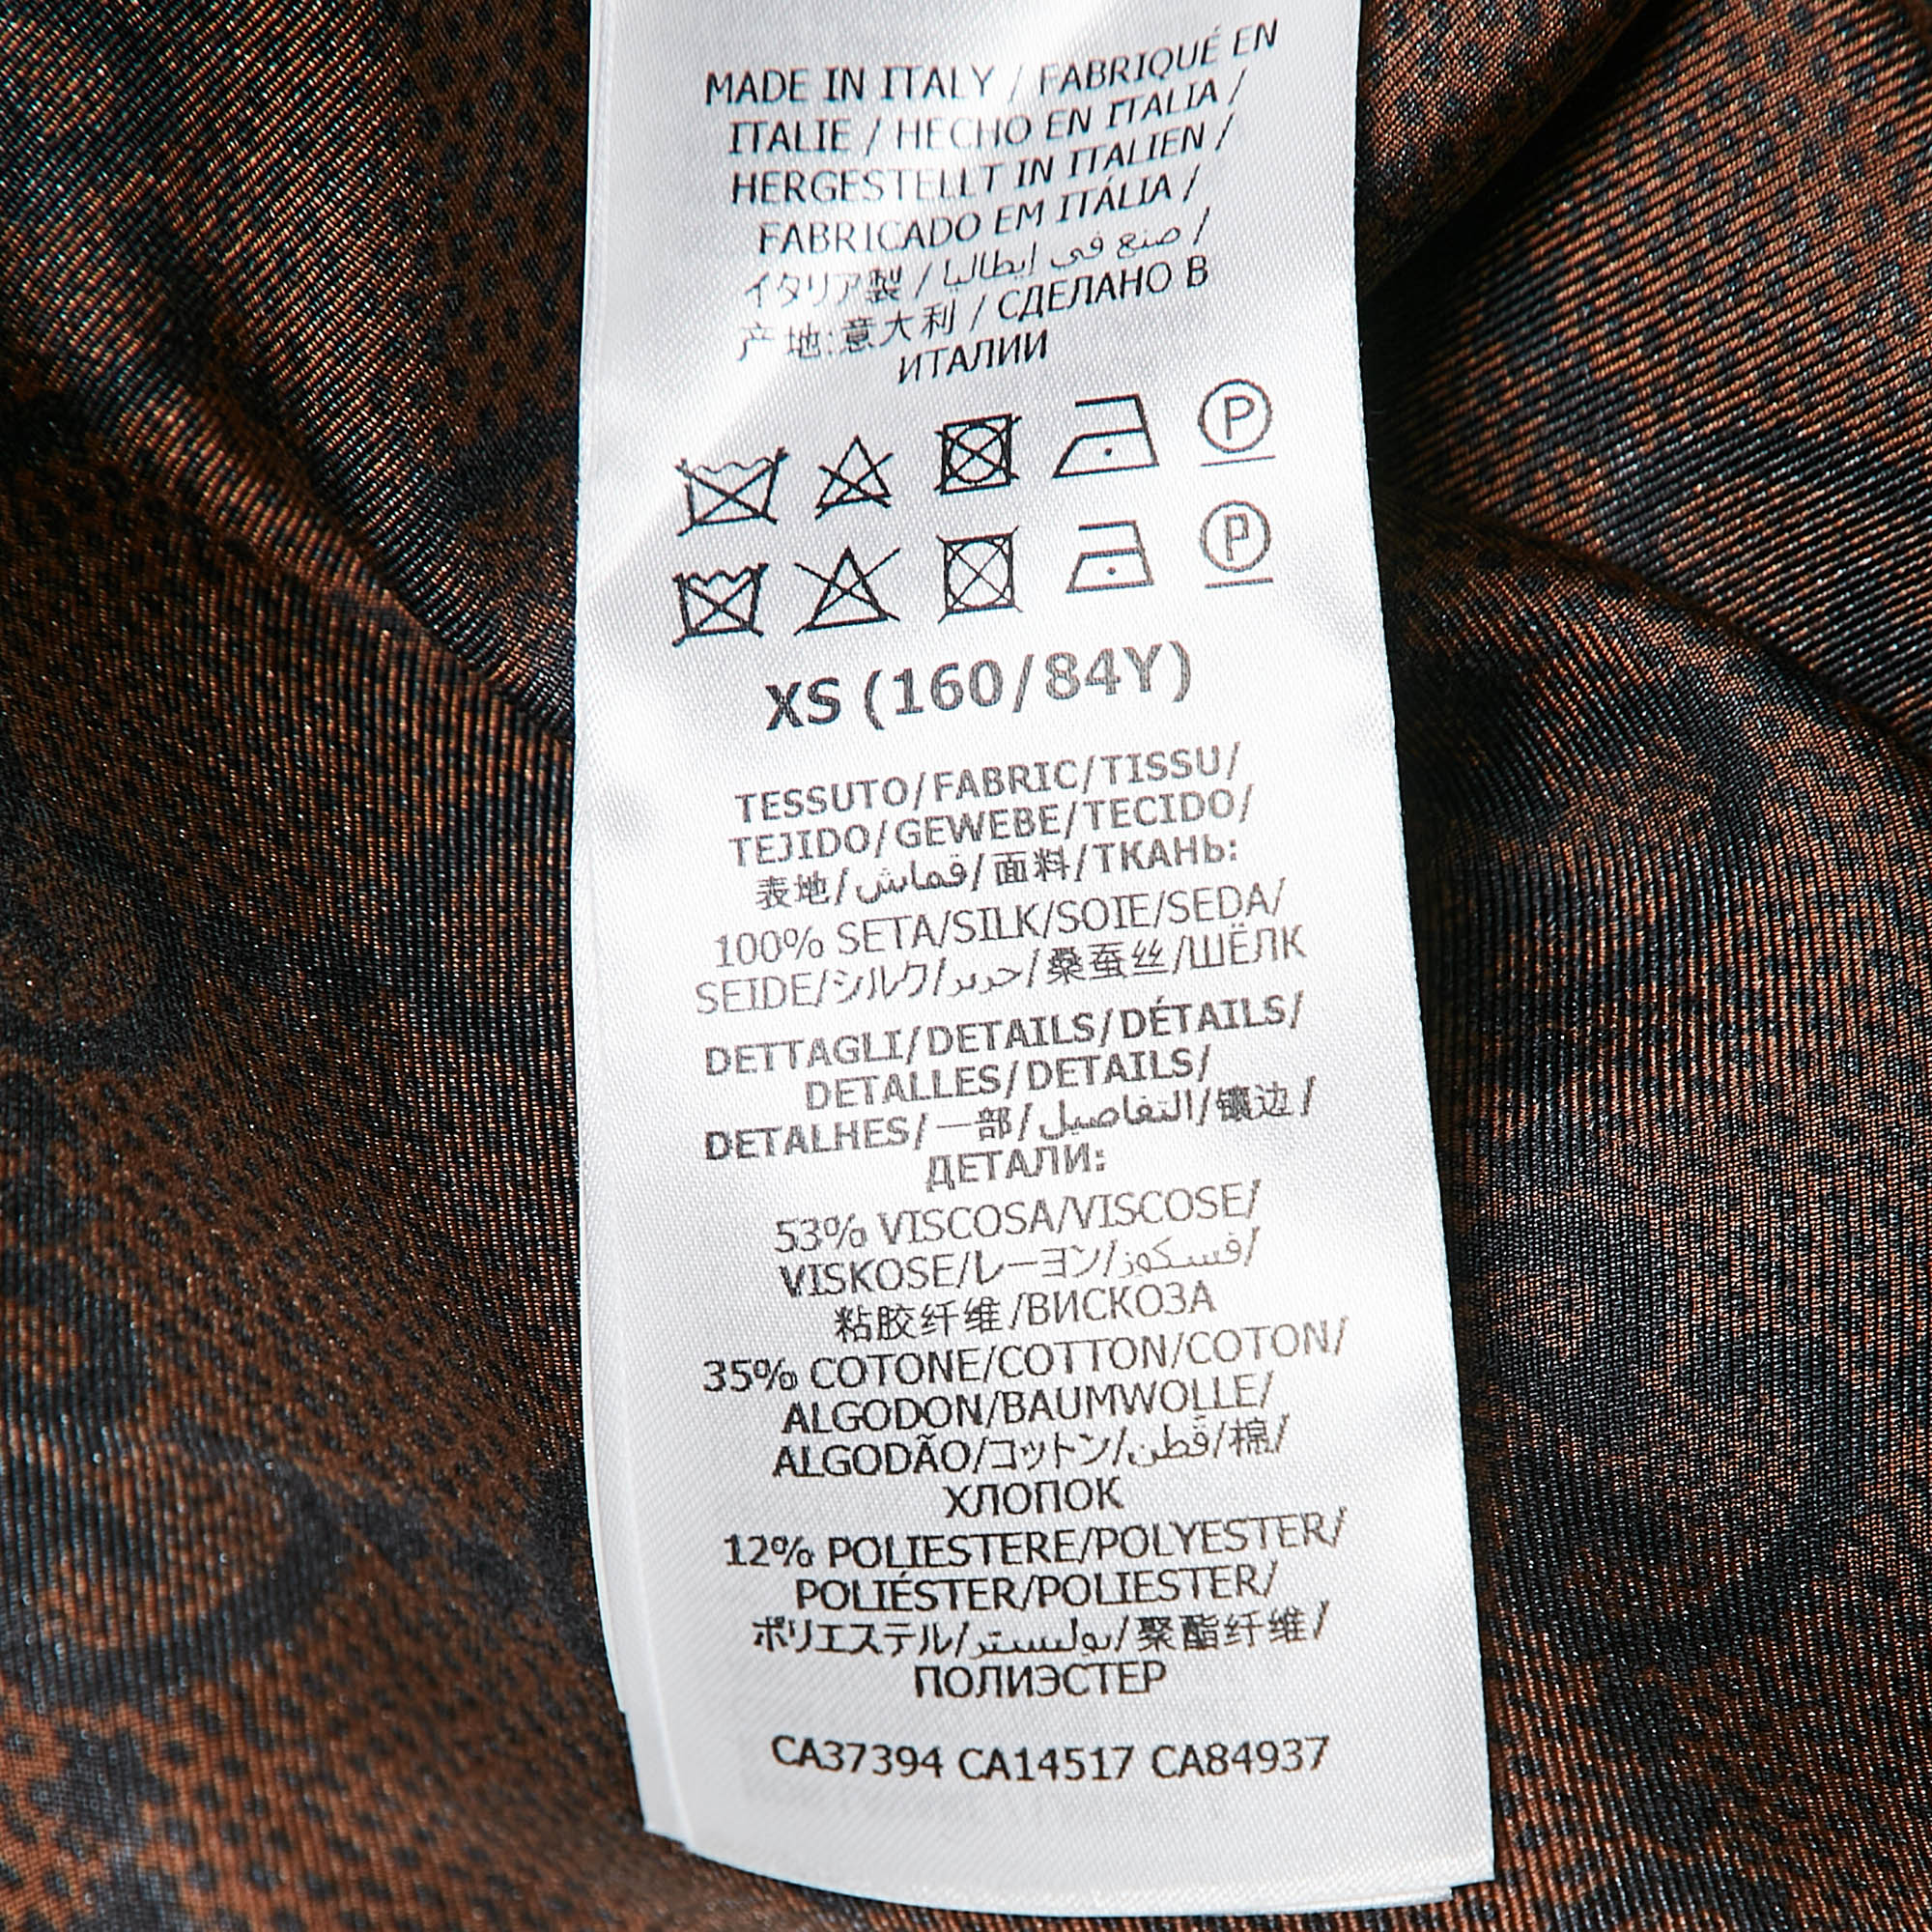 MADE IN ITALY / FABRIQUÉ EN
ITALIE / HECHO EN ITALIA /
HERGESTELLT IN ITALIEN /
FABRICADO EM ITÁLIA /
イタリア製 / صنع في إيطاليا /
产 地:意大利 / СДЕЛАНО В
ИТАЛИИ
P
P
XS (160/84Y)
TESSUTO/FABRIC/TISSU/
TEJIDO/GEWEBE/TECIDO/
表地/قماش/面料/ТКАНЬ:
100% SETA/SILK/SOIE/SEDA/
SEIDE/シルク/حرير/桑蚕丝/ШЁЛК
DETTAGLI/DETAILS/DÉTAILS/
DETALLES/DETAILS/
DETALHES/一部/التفاصيل/镶边/
ДЕТАЛИ:
53% VISCOSA/VISCOSE/
VISKOSE/レーヨン/فسكوز/
粘胶纤维/ВИСКОЗА
35% COTONE/COTTON/COTON/
ALGODON/BAUMWOLLE/
ALGODÃO/コットン/قطن/棉/
ХЛОПОК
12% POLIESTERE/POLYESTER/
POLIÉSTER/POLIESTER/
ポリエステル/بوليستر/聚酯纤维/
ПОЛИЭСТЕР
CA37394 CA14517 CA84937